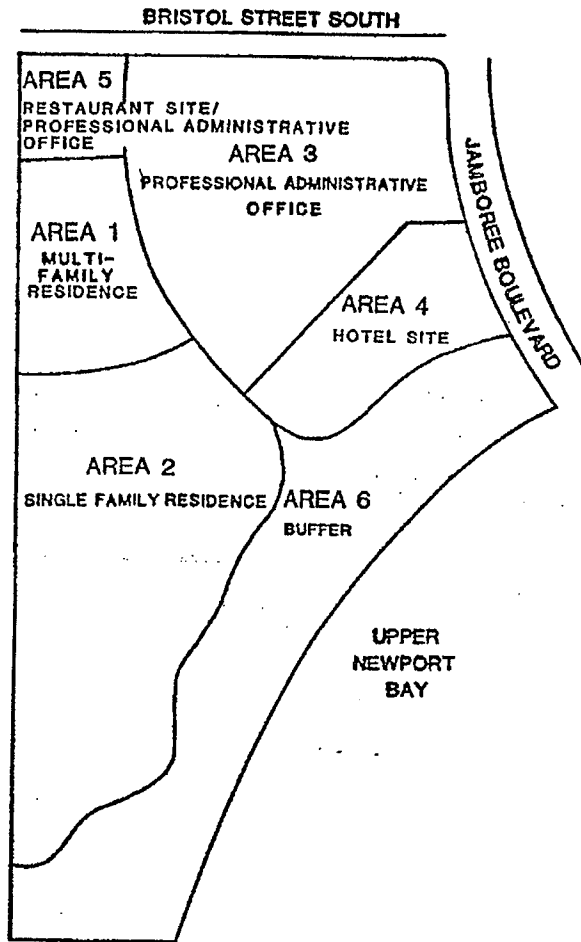 BRISTOL STREET SOUTH
AREA 5
RESTAURANT SITE/
PROFESSIONAL ADMINISTRATIVE
OFFICE
AREA 3
PROFESSIONAL ADMINISTRATIVE
OFFICE
JAMBOREE BOULEVARD
AREA 1
MULTI-
FAMILY
RESIDENCE
AREA 4
HOTEL SITE
AREA 2
SINGLE FAMILY RESIDENCE
AREA 6
BUFFER
UPPER
NEWPORT
BAY